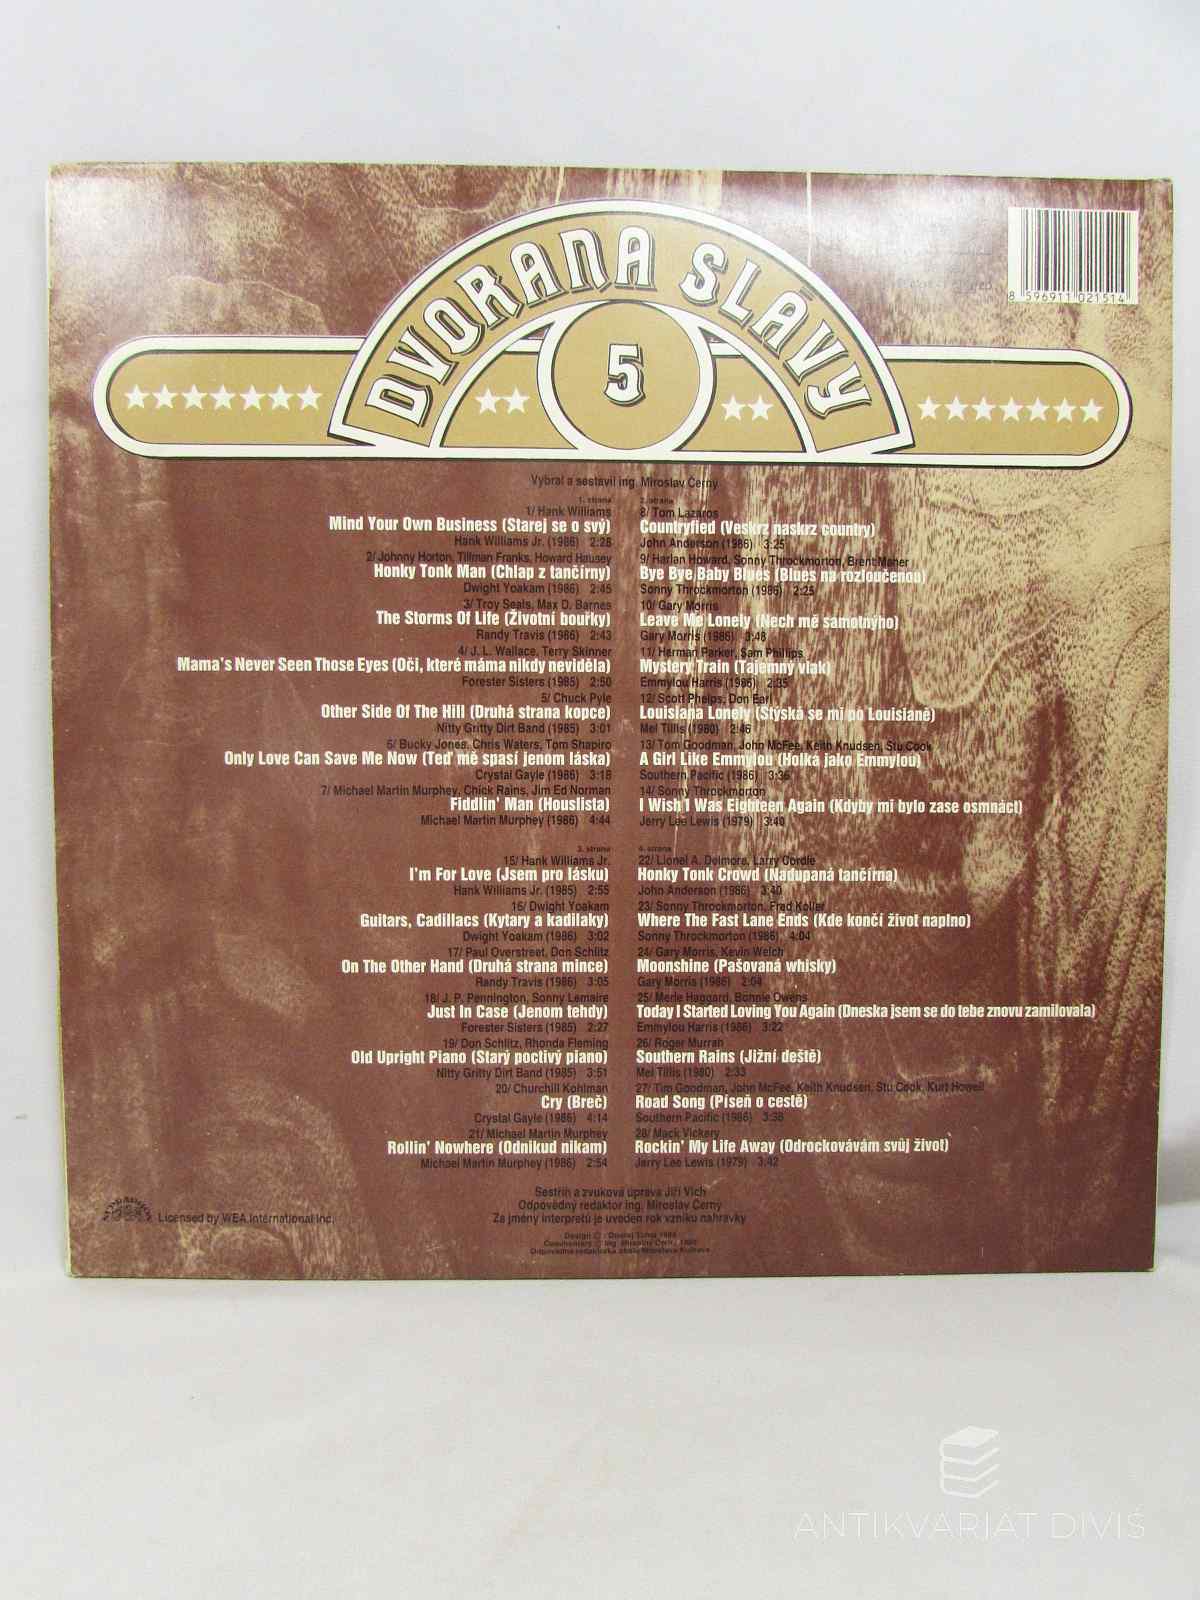 DVORANA SLÁVY
5
8 596911 021514
Vybral a sestavil ing. Miroslav Černý
1. strana
1/ Hank Williams
Mind Your Own Business (Starej se o svý)
Hank Williams Jr. (1986) 2:28
2/ Johnny Horton, Tillman Franks, Howard Hausey
Honky Tonk Man (Chlap z tančírny)
Dwight Yoakam (1986) 2:45
3/ Troy Seals, Max D. Barnes
The Storms Of Life (Životní bouřky)
Randy Travis (1986) 2:43
4/ J. L. Wallace, Terry Skinner
Mama's Never Seen Those Eyes (Oči, které máma nikdy neviděla)
Forester Sisters (1985) 2:50
5/ Chuck Pyle
Other Side Of The Hill (Druhá strana kopce)
Nitty Gritty Dirt Band (1985) 3:01
6/ Bucky Jones, Chris Waters, Tom Shapiro
Only Love Can Save Me Now (Teď mě spasí jenom láska)
Crystal Gayle (1986) 3:18
7/ Michael Martin Murphey, Chick Rains, Jim Ed Norman
Fiddlin' Man (Houslista)
Michael Martin Murphey (1986) 4:44
2. strana
8/ Tom Lazaros
Countryfied (Veskrz naskrz country)
John Anderson (1986) 3:25
9/ Harlan Howard, Sonny Throckmorton, Brent Maher
Bye Bye Baby Blues (Blues na rozloučenou)
Sonny Throckmorton (1986) 2:25
10/ Gary Morris
Leave Me Lonely (Nech mě samotnýho)
Gary Morris (1986) 3:48
11/ Herman Parker, Sam Phillips
Mystery Train (Tajemný vlak)
Emmylou Harris (1986) 2:35
12/ Scott Phelps, Don Earl
Louisiana Lonely (Stýská se mi po Louisianě)
Mel Tillis (1980) 2:46
13/ Tom Goodman, John McFee, Keith Knudsen, Stu Cook
A Girl Like Emmylou (Holka jako Emmylou)
Southern Pacific (1986) 3:36
14/ Sonny Throckmorton
I Wish I Was Eighteen Again (Kdyby mi bylo zase osmnáct)
Jerry Lee Lewis (1979) 3:40
3. strana
15/ Hank Williams Jr.
I'm For Love (Jsem pro lásku)
Hank Williams Jr. (1985) 2:55
16/ Dwight Yoakam
Guitars, Cadillacs (Kytary a kadilaky)
Dwight Yoakam (1986) 3:02
17/ Paul Overstreet, Don Schlitz
On The Other Hand (Druhá strana mince)
Randy Travis (1986) 3:05
18/ J. P. Pennington, Sonny Lemaire
Just In Case (Jenom tehdy)
Forester Sisters (1985) 2:27
19/ Don Schlitz, Rhonda Fleming
Old Upright Piano (Starý poctivý piano)
Nitty Gritty Dirt Band (1985) 3:51
20/ Churchill Kohlman
Cry (Breč)
Crystal Gayle (1986) 4:14
21/ Michael Martin Murphey
Rollin' Nowhere (Odnikud nikam)
Michael Martin Murphey (1986) 2:54
4. strana
22/ Lionel A. Delmore, Larry Cordle
Honky Tonk Crowd (Nadupaná tančírna)
John Anderson (1986) 3:40
23/ Sonny Throckmorton, Fred Koller
Where The Fast Lane Ends (Kde končí život naplno)
Sonny Throckmorton (1986) 4:04
24/ Gary Morris, Kevin Welch
Moonshine (Pašovaná whisky)
Gary Morris (1986) 2:04
25/ Merle Haggard, Bonnie Owens
Today I Started Loving You Again (Dneska jsem se do tebe znovu zamilovala)
Emmylou Harris (1986) 3:22
26/ Roger Murrah
Southern Rains (Jižní deště)
Mel Tillis (1980) 2:33
27/ Tim Goodman, John McFee, Keith Knudsen, Stu Cook, Kurt Howell
Road Song (Píseň o cestě)
Southern Pacific (1986) 3:38
28/ Mack Vickery
Rockin' My Life Away (Odrockovávám svůj život)
Jerry Lee Lewis (1979) 3:42
Sestřih a zvuková úprava Jiří Vlch
Odpovědný redaktor ing. Miroslav Černý
Za jmény interpretů je uveden rok vzniku nahrávky
SUPRAPHON
Licensed by WEA International Inc.
ANTIKVARIAT DIVIŠ